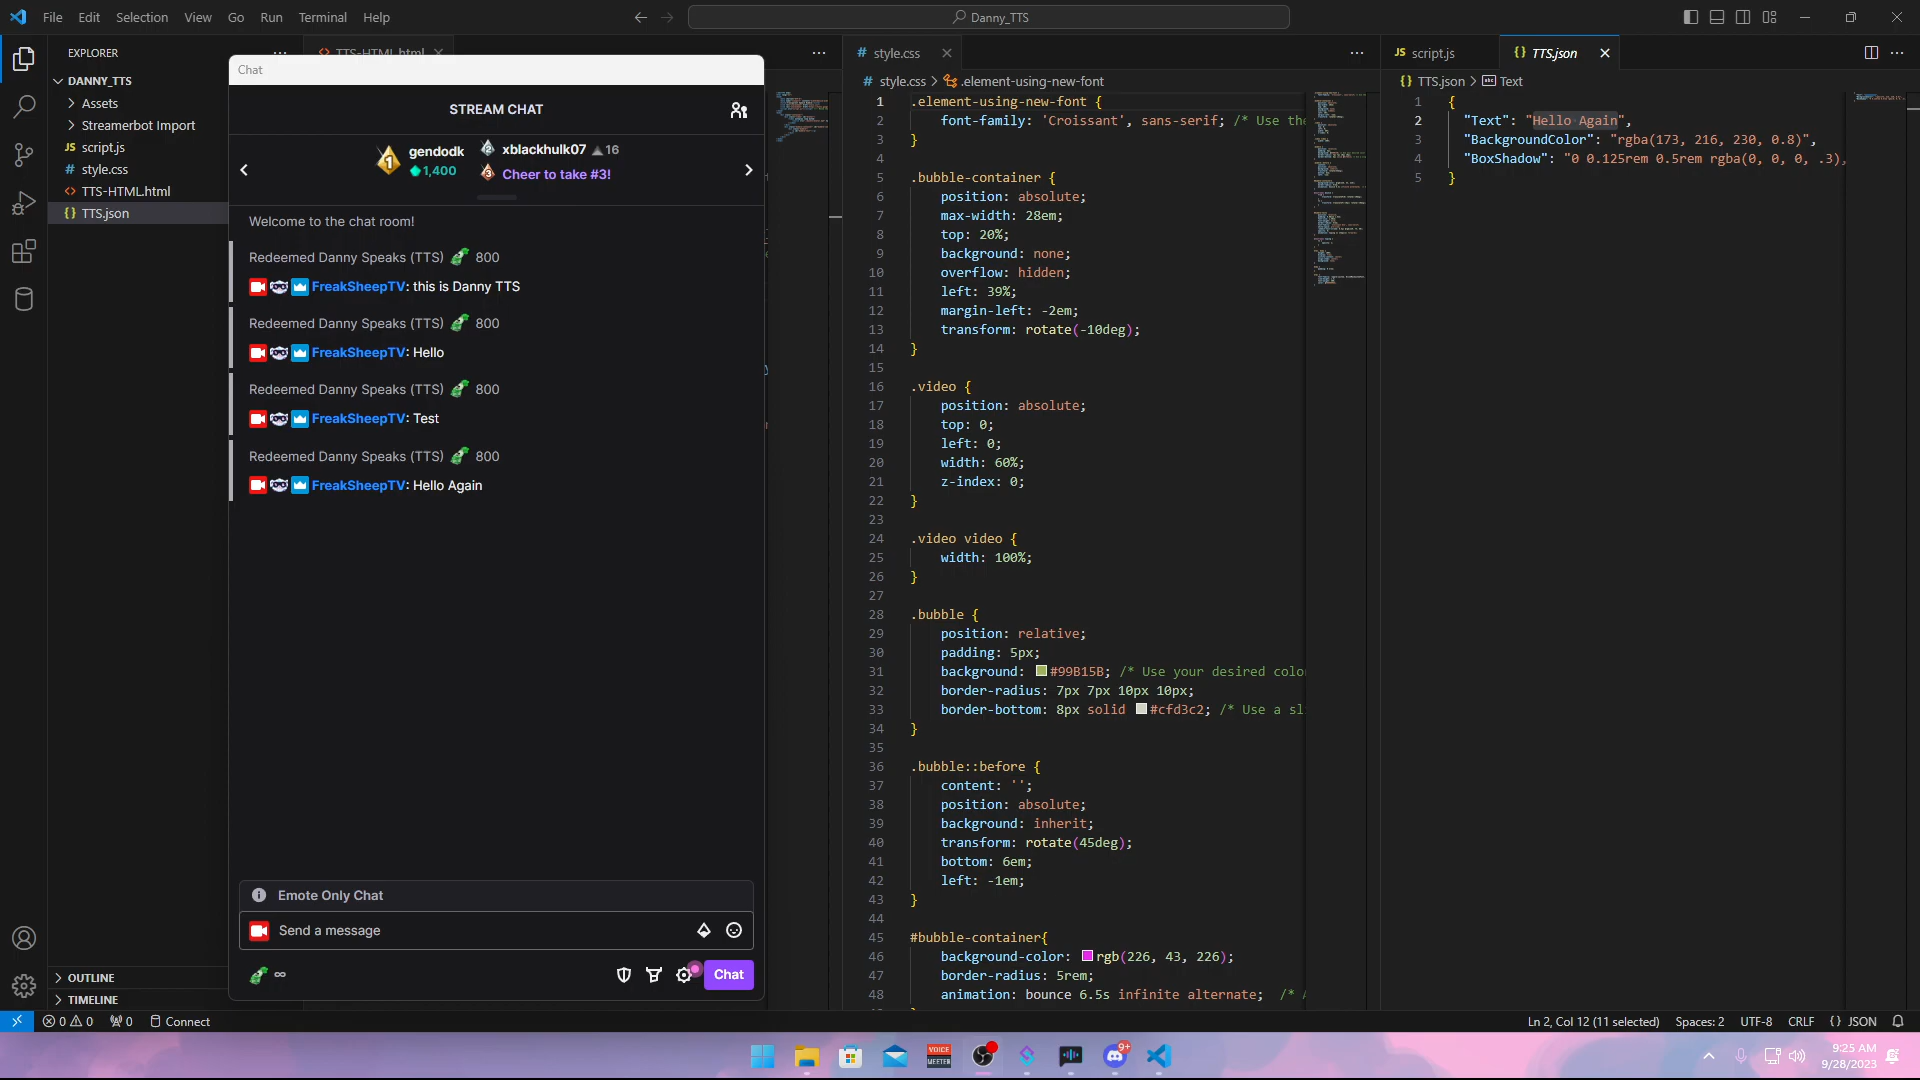 File Edit Selection View Go Run Terminal Help
Danny_TTS
EXPLORER
DANNY_TTS
Assets
Streamerbot Import
JS script.js
# style.css
<> TTS-HTML.html
{} TTS.json
OUTLINE
TIMELINE
TTS-HTML.html
Chat
STREAM CHAT
1 gendodk
1,400
2 xblackhulk07 16
3 Cheer to take #3!
Welcome to the chat room!
Redeemed Danny Speaks (TTS) 800
FreakSheepTV: this is Danny TTS
Redeemed Danny Speaks (TTS) 800
FreakSheepTV: Hello
Redeemed Danny Speaks (TTS) 800
FreakSheepTV: Test
Redeemed Danny Speaks (TTS) 800
FreakSheepTV: Hello Again
Emote Only Chat
Send a message
∞
Chat
# style.css
# style.css > .element-using-new-font
1 .element-using-new-font {
2 font-family: 'Croissant', sans-serif; /* Use the
3 }
4
5 .bubble-container {
6 position: absolute;
7 max-width: 28em;
8 top: 20%;
9 background: none;
10 overflow: hidden;
11 left: 39%;
12 margin-left: -2em;
13 transform: rotate(-10deg);
14 }
15
16 .video {
17 position: absolute;
18 top: 0;
19 left: 0;
20 width: 60%;
21 z-index: 0;
22 }
23
24 .video video {
25 width: 100%;
26 }
27
28 .bubble {
29 position: relative;
30 padding: 5px;
31 background: #99B15B; /* Use your desired colo
32 border-radius: 7px 7px 10px 10px;
33 border-bottom: 8px solid #cfd3c2; /* Use a sl
34 }
35
36 .bubble::before {
37 content: '';
38 position: absolute;
39 background: inherit;
40 transform: rotate(45deg);
41 bottom: 6em;
42 left: -1em;
43 }
44
45 #bubble-container{
46 background-color: rgb(226, 43, 226);
47 border-radius: 5rem;
48 animation: bounce 6.5s infinite alternate; /* A
JS script.js
{} TTS.json
{} TTS.json > abc Text
1 {
2 "Text": "Hello Again",
3 "BackgroundColor": "rgba(173, 216, 230, 0.8)",
4 "BoxShadow": "0 0.125rem 0.5rem rgba(0, 0, 0, .3),
5 }
0 0 0 Connect
Ln 2, Col 12 (11 selected) Spaces: 2 UTF-8 CRLF {} JSON
VOICE MEETER
9+
9:25 AM
9/28/2023